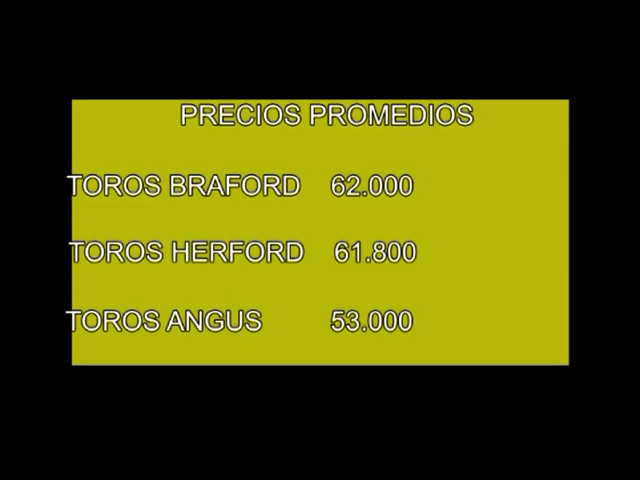 PRECIOS PROMEDIOS
TOROS BRAFORD 62.000
TOROS HERFORD 61.800
TOROS ANGUS 53.000